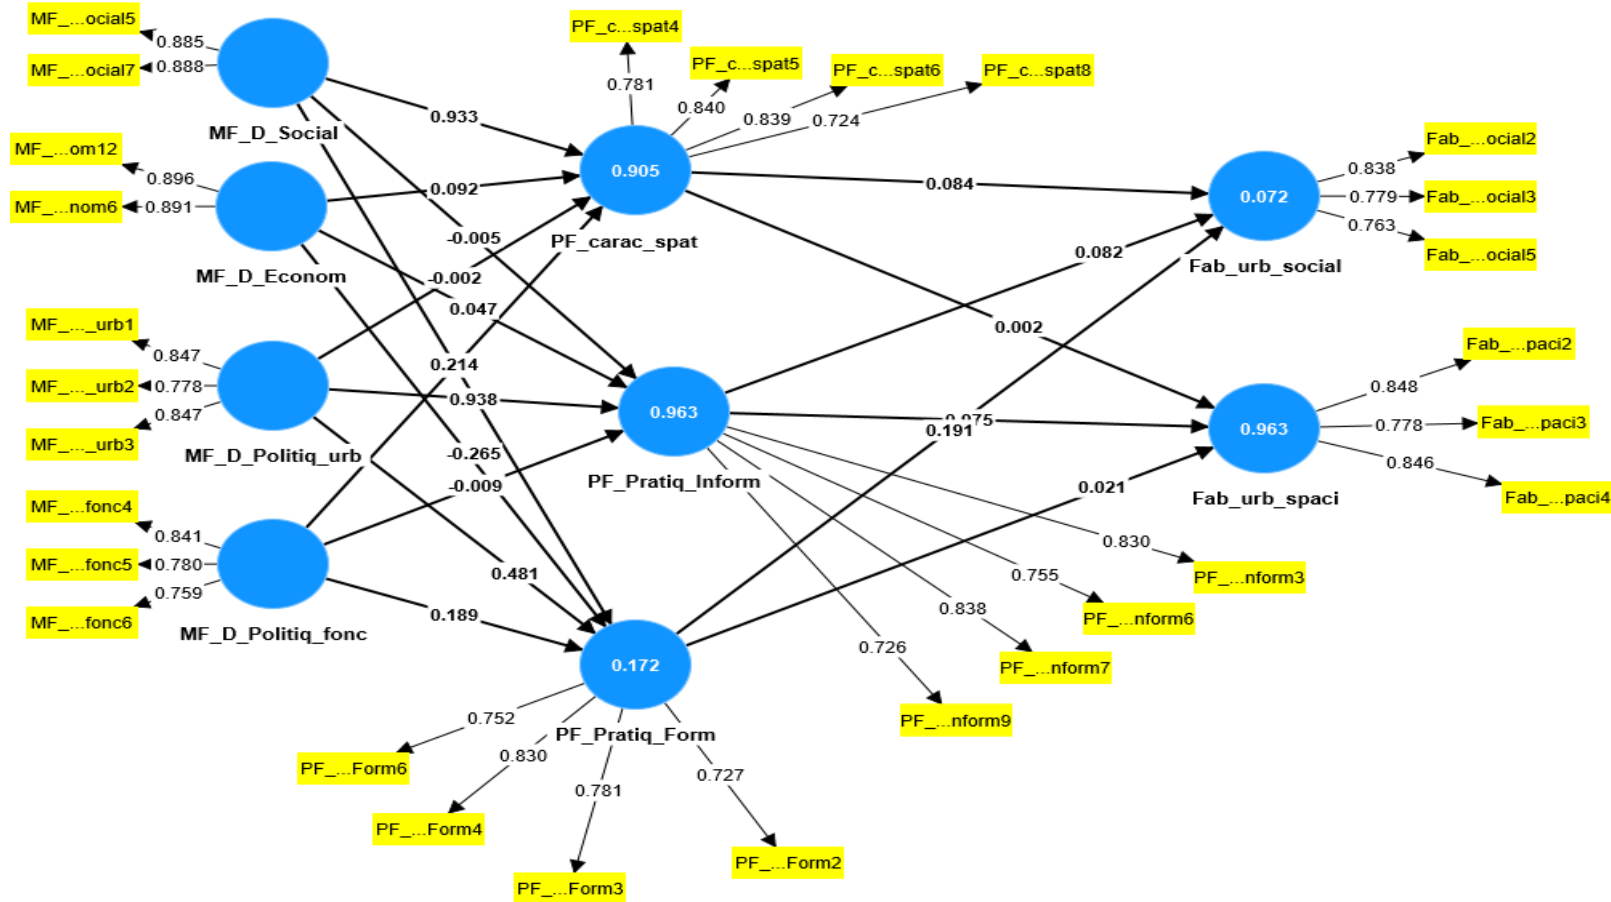 MF_...ocial5
0.885
MF_...ocial7
0.888
MF_D_Social
MF_...om12
0.896
MF_...nom6
0.891
MF_D_Econom
MF_..._urb1
0.847
MF_..._urb2
0.778
MF_..._urb3
0.847
MF_D_Politiq_urb
MF_...fonc4
0.841
MF_...fonc5
0.780
MF_...fonc6
0.759
MF_D_Politiq_fonc
0.933
0.092
-0.005
-0.002
0.047
0.214
0.938
-0.265
-0.009
0.481
0.189
PF_c...spat4
PF_c...spat5
PF_c...spat6
PF_c...spat8
0.781
0.840
0.839
0.724
0.905
PF_carac_spat
0.963
PF_Pratiq_Inform
0.830
PF_...nform3
0.755
PF_...nform6
0.838
PF_...nform7
0.726
PF_...nform9
0.172
PF_Pratiq_Form
0.752
PF_...Form6
0.830
PF_...Form4
0.781
PF_...Form3
0.727
PF_...Form2
0.084
0.082
0.002
0.191
0.021
0.072
Fab_urb_social
0.838
Fab_...ocial2
0.779
Fab_...ocial3
0.763
Fab_...ocial5
0.963
Fab_urb_spaci
0.848
Fab_...paci2
0.778
Fab_...paci3
0.846
Fab_...paci4